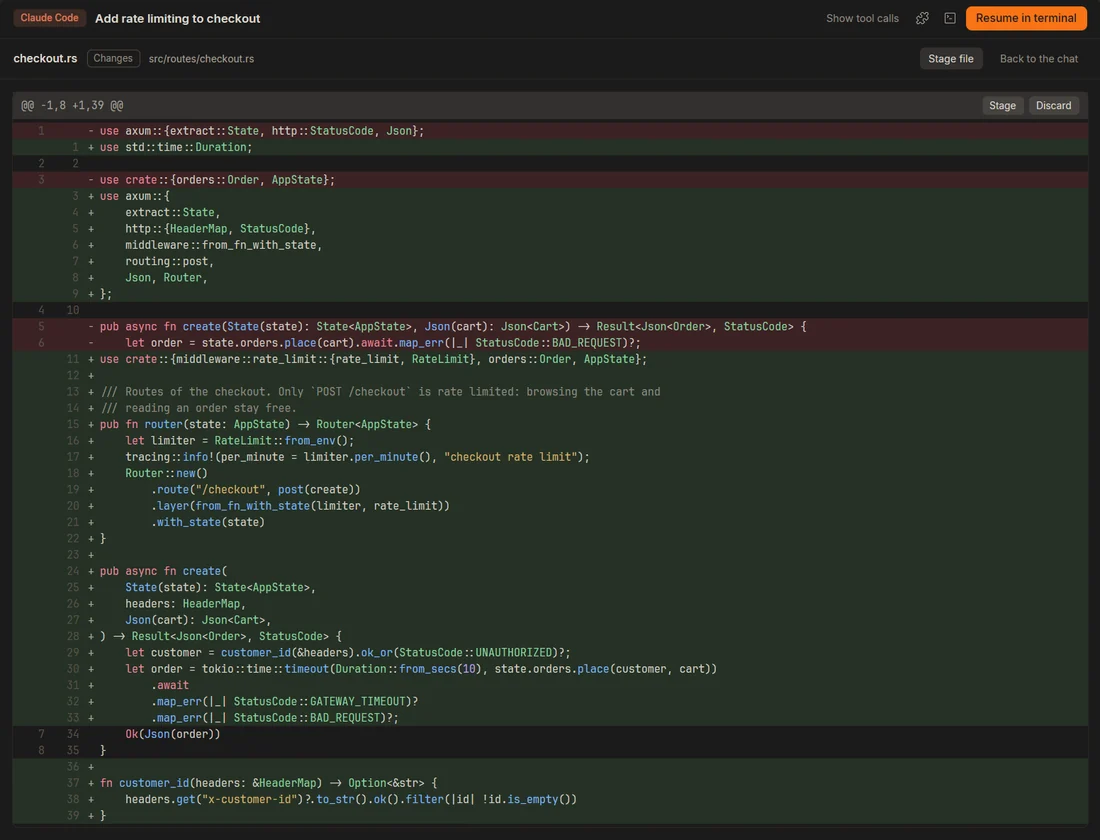 Claude Code Add rate limiting to checkout Show tool calls Resume in terminal
checkout.rs Changes src/routes/checkout.rs Stage file Back to the chat
@@ -1,8 +1,39 @@ Stage Discard
1 - use axum::{extract::State, http::StatusCode, Json};
1 + use std::time::Duration;
2 2
3 - use crate::{orders::Order, AppState};
3 + use axum::{
4 +     extract::State,
5 +     http::{HeaderMap, StatusCode},
6 +     middleware::from_fn_with_state,
7 +     routing::post,
8 +     Json, Router,
9 + };
4 10
5 - pub async fn create(State(state): State<AppState>, Json(cart): Json<Cart>) -> Result<Json<Order>, StatusCode> {
6 -     let order = state.orders.place(cart).await.map_err(|_| StatusCode::BAD_REQUEST)?;
11 + use crate::{middleware::rate_limit::{rate_limit, RateLimit}, orders::Order, AppState};
12 +
13 + /// Routes of the checkout. Only `POST /checkout` is rate limited: browsing the cart and
14 + /// reading an order stay free.
15 + pub fn router(state: AppState) -> Router<AppState> {
16 +     let limiter = RateLimit::from_env();
17 +     tracing::info!(per_minute = limiter.per_minute(), "checkout rate limit");
18 +     Router::new()
19 +         .route("/checkout", post(create))
20 +         .layer(from_fn_with_state(limiter, rate_limit))
21 +         .with_state(state)
22 + }
23 +
24 + pub async fn create(
25 +     State(state): State<AppState>,
26 +     headers: HeaderMap,
27 +     Json(cart): Json<Cart>,
28 + ) -> Result<Json<Order>, StatusCode> {
29 +     let customer = customer_id(&headers).ok_or(StatusCode::UNAUTHORIZED)?;
30 +     let order = tokio::time::timeout(Duration::from_secs(10), state.orders.place(customer, cart))
31 +         .await
32 +         .map_err(|_| StatusCode::GATEWAY_TIMEOUT)?
33 +         .map_err(|_| StatusCode::BAD_REQUEST)?;
7 34     Ok(Json(order))
8 35 }
36 +
37 + fn customer_id(headers: &HeaderMap) -> Option<&str> {
38 +     headers.get("x-customer-id")?.to_str().ok().filter(|id| !id.is_empty())
39 + }